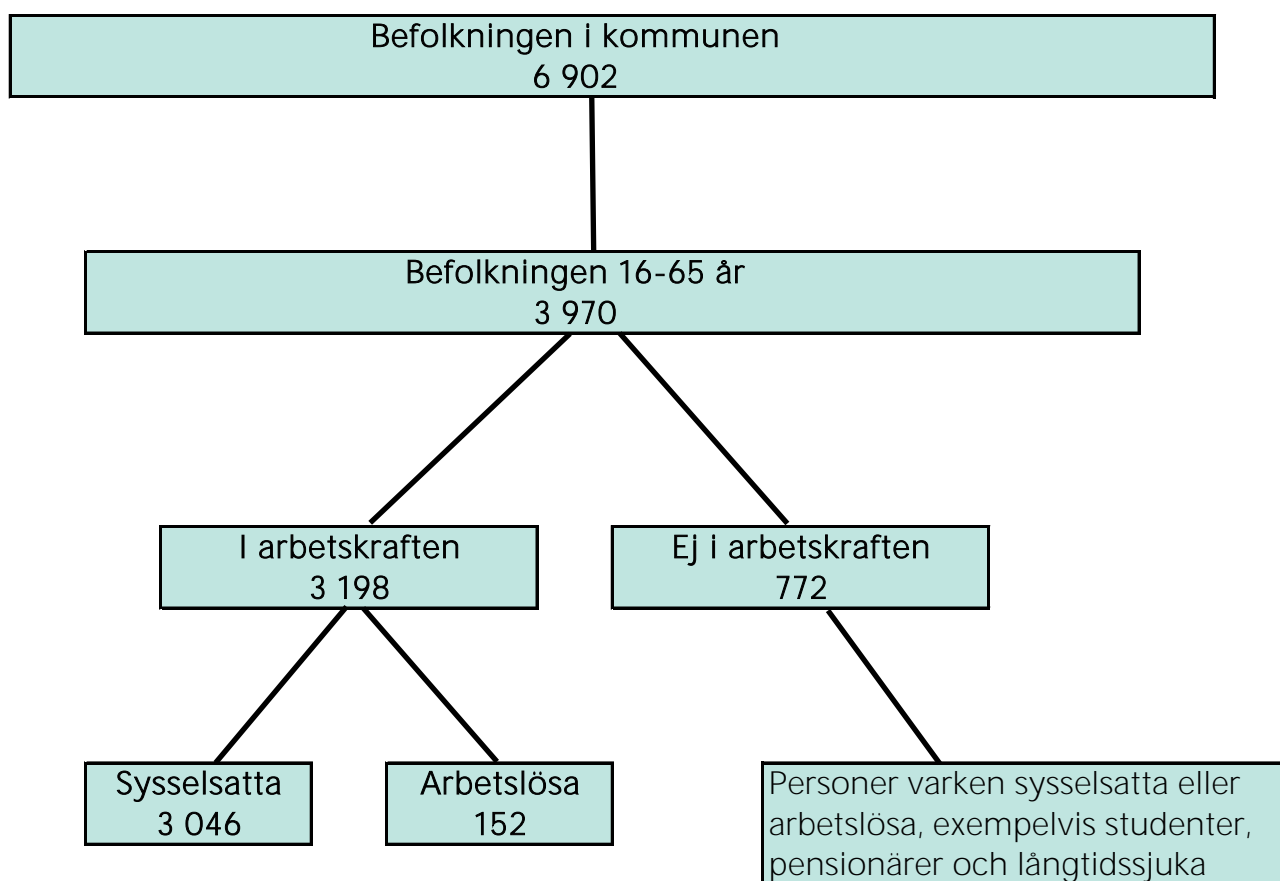 Befolkningen i kommunen
6 902
Befolkningen 16-65 år
3 970
I arbetskraften
3 198
Ej i arbetskraften
772
Sysselsatta
3 046
Arbetslösa
152
Personer varken sysselsatta eller
arbetslösa, exempelvis studenter,
pensionärer och långtidssjuka